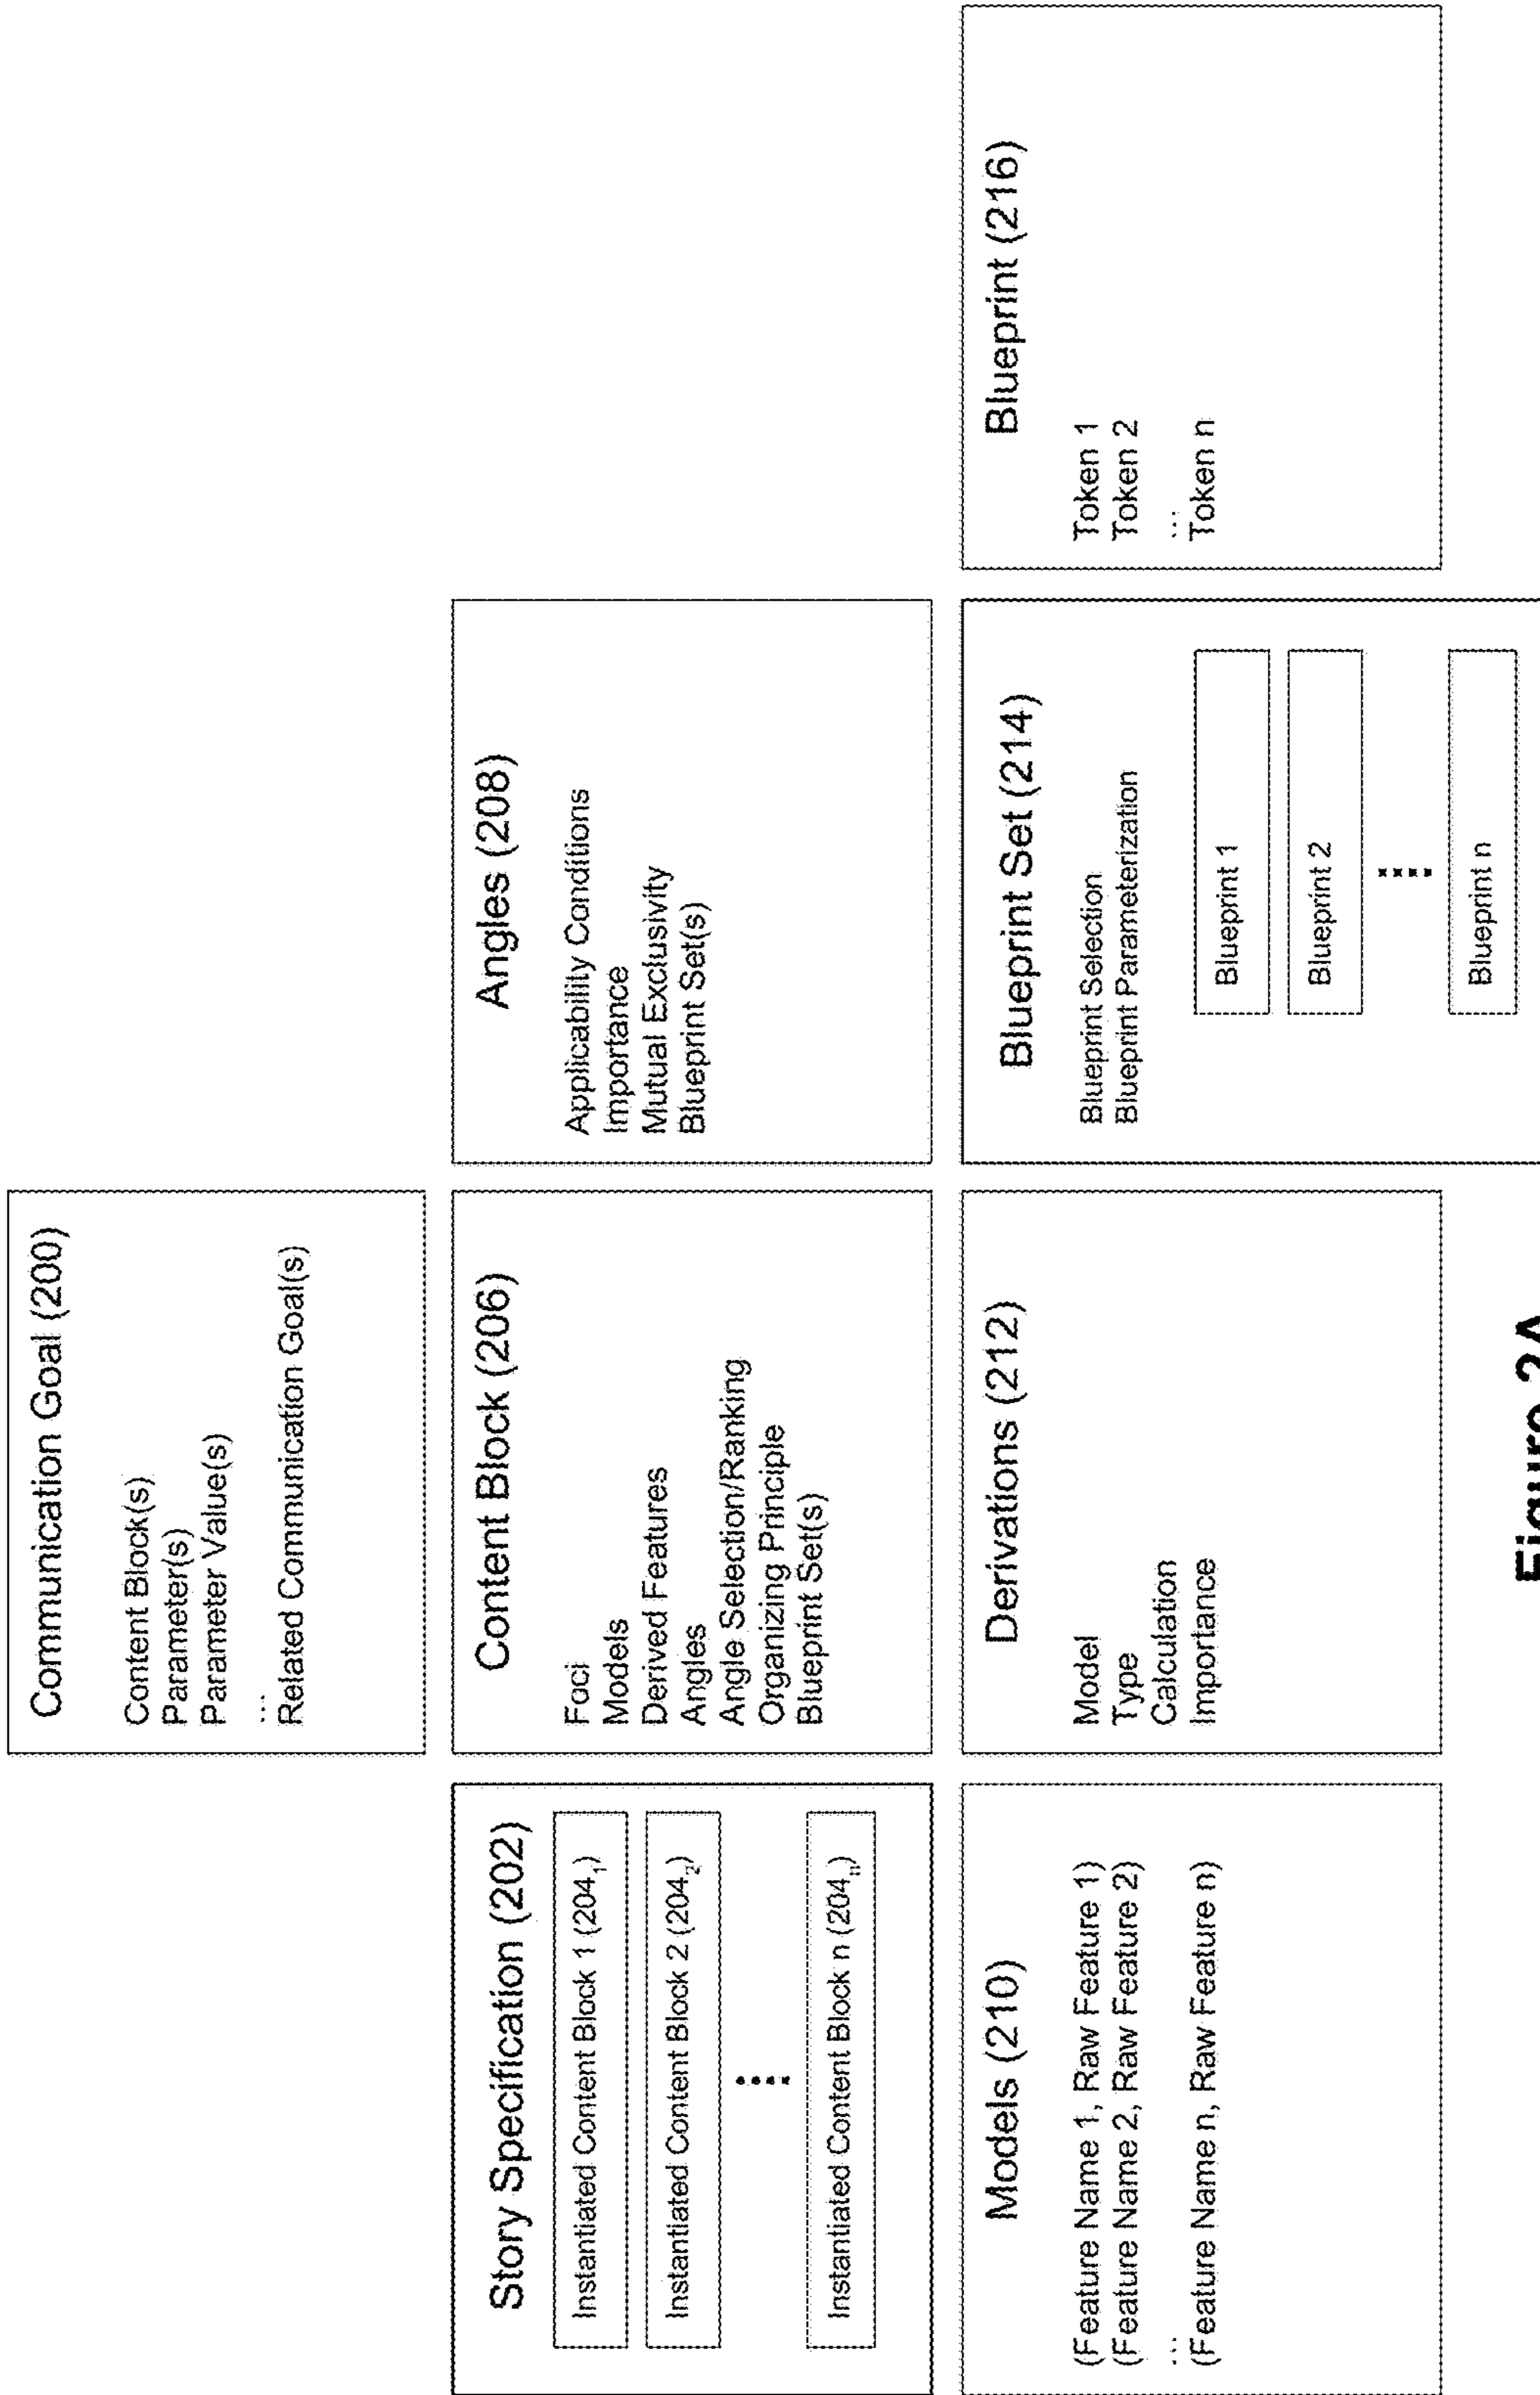 Communication Goal (200)
Content Block(s)
Parameter(s)
Parameter Value(s)
...
Related Communication Goal(s)
Story Specification (202)
Instantiated Content Block 1 (204₁)
Instantiated Content Block 2 (204₂)
....
Instantiated Content Block n (204ₙ)
Content Block (206)
Foci
Models
Derived Features
Angles
Angle Selection/Ranking
Organizing Principle
Blueprint Set(s)
Angles (208)
Applicability Conditions
Importance
Mutual Exclusivity
Blueprint Set(s)
Models (210)
(Feature Name 1, Raw Feature 1)
(Feature Name 2, Raw Feature 2)
...
(Feature Name n, Raw Feature n)
Derivations (212)
Model
Type
Calculation
Importance
Blueprint Set (214)
Blueprint Selection
Blueprint Parameterization
Blueprint 1
Blueprint 2
....
Blueprint n
Blueprint (216)
Token 1
Token 2
...
Token n
Figure 2A